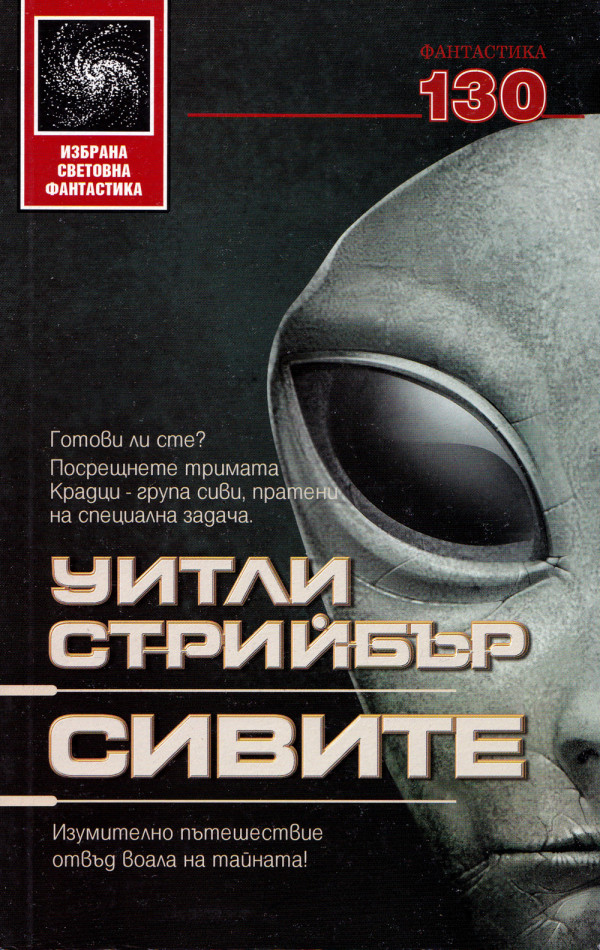 ИЗБРАНА
СВЕТОВНА
ФАНТАСТИКА
ФАНТАСТИКА
130
Готови ли сте?
Посрещнете тримата
Крадци - група сиви, пратени
на специална задача.
УИТЛИ
СТРИЙБЪР
СИВИТЕ
Изумително пътешествие
отвъд воала на тайната!